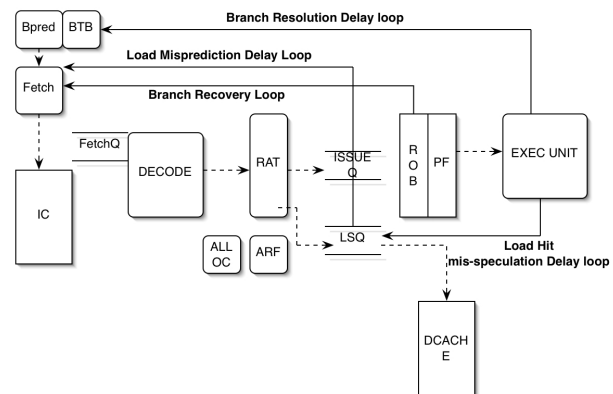 Bpred
BTB
Branch Resolution Delay loop
Load Misprediction Delay Loop
Fetch
Branch Recovery Loop
FetchQ
DECODE
RAT
ISSUE
Q
R
O
B
PF
EXEC UNIT
IC
ALL
OC
ARF
LSQ
Load Hit
mis-speculation Delay loop
DCACH
E